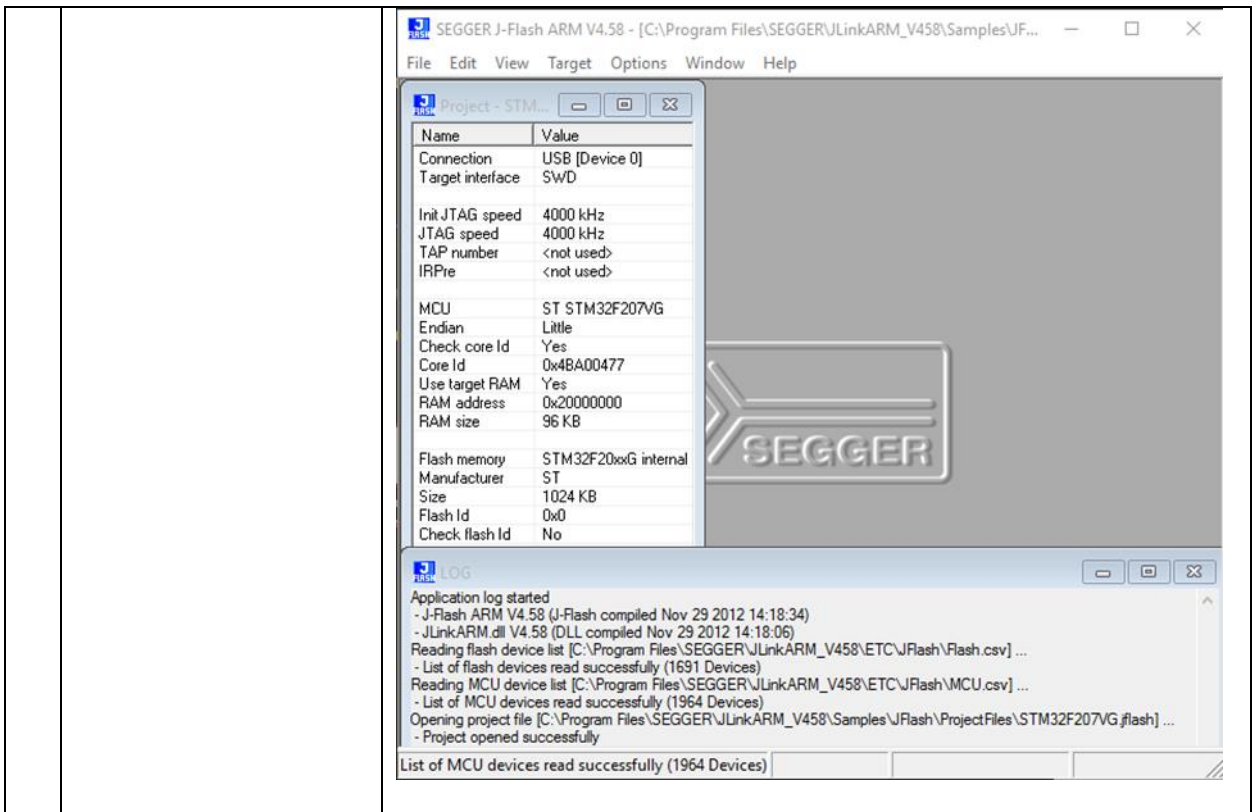 SEGGER J-Flash ARM V4.58 - [C:\Program Files\SEGGER\JLinkARM_V458\Samples\JF...
File Edit View Target Options Window Help
Project - STM...
Name Value
Connection USB [Device 0]
Target interface SWD
Init JTAG speed 4000 kHz
JTAG speed 4000 kHz
TAP number <not used>
IRPre <not used>
MCU ST STM32F207VG
Endian Little
Check core Id Yes
Core Id 0x4BA00477
Use target RAM Yes
RAM address 0x20000000
RAM size 96 KB
Flash memory STM32F20xxG internal
Manufacturer ST
Size 1024 KB
Flash Id 0x0
Check flash Id No
SEGGER
LOG
Application log started
- J-Flash ARM V4.58 (J-Flash compiled Nov 29 2012 14:18:34)
- JLinkARM.dll V4.58 (DLL compiled Nov 29 2012 14:18:06)
Reading flash device list [C:\Program Files\SEGGER\JLinkARM_V458\ETC\JFlash\Flash.csv] ...
- List of flash devices read successfully (1691 Devices)
Reading MCU device list [C:\Program Files\SEGGER\JLinkARM_V458\ETC\JFlash\MCU.csv] ...
- List of MCU devices read successfully (1964 Devices)
Opening project file [C:\Program Files\SEGGER\JLinkARM_V458\Samples\JFlash\ProjectFiles\STM32F207VG.jflash] ...
- Project opened successfully
List of MCU devices read successfully (1964 Devices)